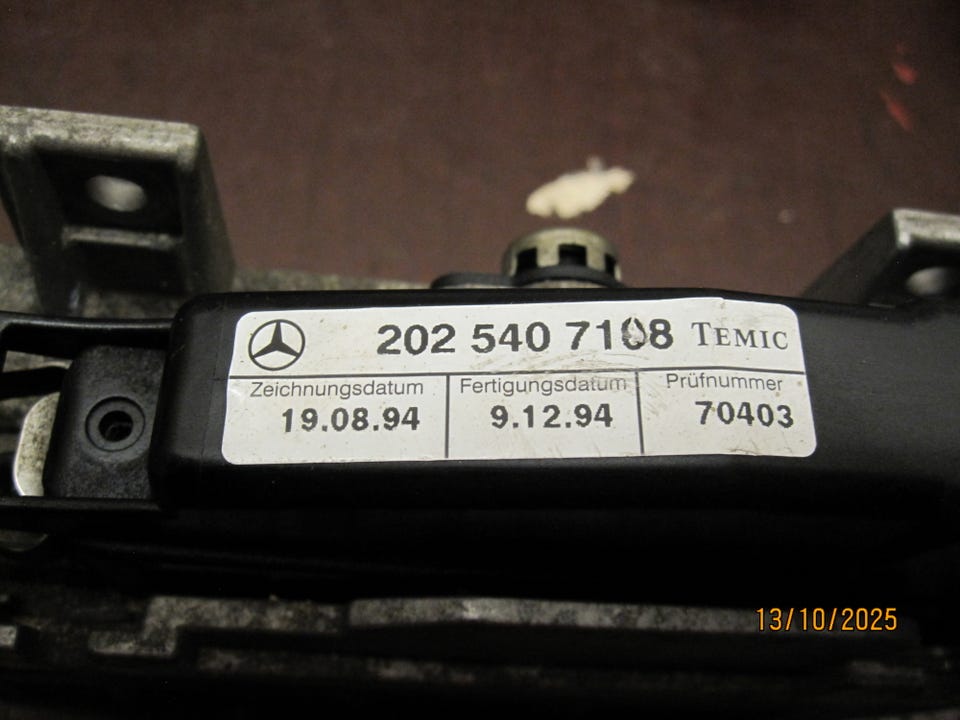 202 540 7108 TEMIC
Zeichnungsdatum Fertigungsdatum Prüfnummer
19.08.94 9.12.94 70403
13/10/2025